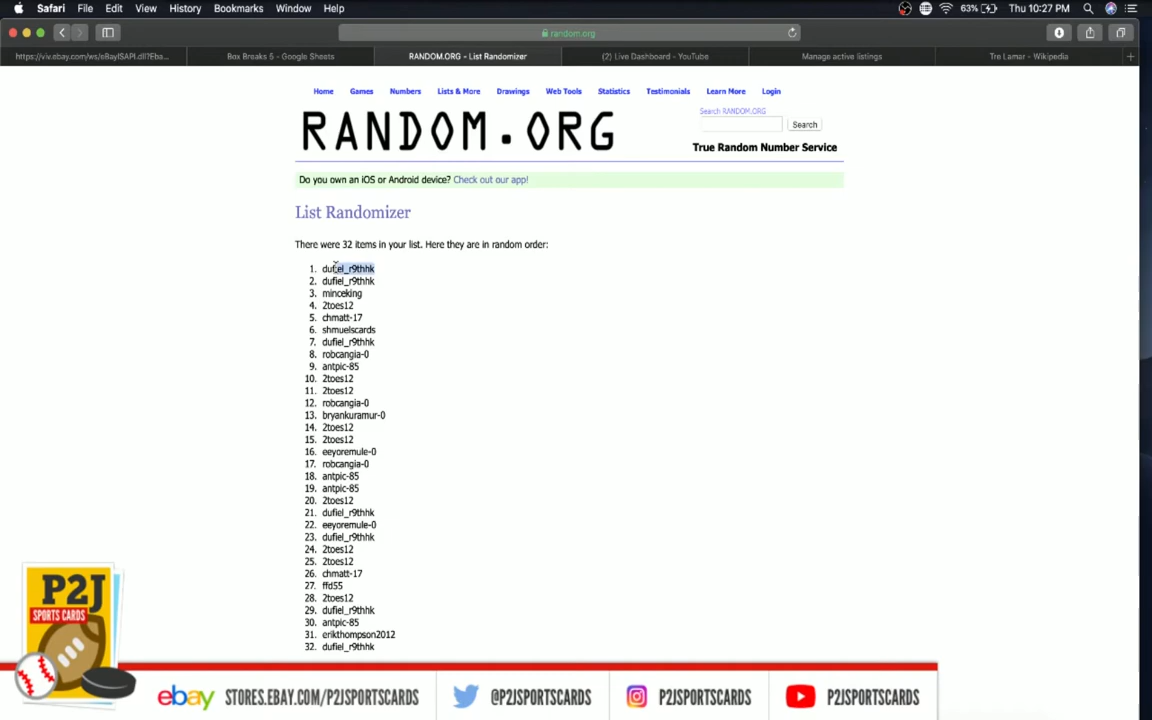 Safari File Edit View History Bookmarks Window Help 63% Thu 10:27 PM
random.org
https://viv.ebay.com/ws/eBayISAPI.dll?Eba... Box Breaks 5 - Google Sheets RANDOM.ORG - List Randomizer (2) Live Dashboard - YouTube Manage active listings Tre Lamar - Wikipedia
Home Games Numbers Lists & More Drawings Web Tools Statistics Testimonials Learn More Login
Search RANDOM.ORG
Search
RANDOM.ORG
True Random Number Service
Do you own an iOS or Android device? Check out our app!
List Randomizer
There were 32 items in your list. Here they are in random order:
1. dufiel_r9thhk
2. dufiel_r9thhk
3. minceking
4. 2toes12
5. chmatt-17
6. shmuelscards
7. dufiel_r9thhk
8. robcangia-0
9. antpic-85
10. 2toes12
11. 2toes12
12. robcangia-0
13. bryankuramur-0
14. 2toes12
15. 2toes12
16. eeyoremule-0
17. robcangia-0
18. antpic-85
19. antpic-85
20. 2toes12
21. dufiel_r9thhk
22. eeyoremule-0
23. dufiel_r9thhk
24. 2toes12
25. 2toes12
26. chmatt-17
27. ffd55
28. 2toes12
29. dufiel_r9thhk
30. antpic-85
31. erikthompson2012
32. dufiel_r9thhk
P2J
SPORTS CARDS
ebay STORES.EBAY.COM/P2JSPORTSCARDS @P2JSPORTSCARDS P2JSPORTSCARDS P2JSPORTSCARDS